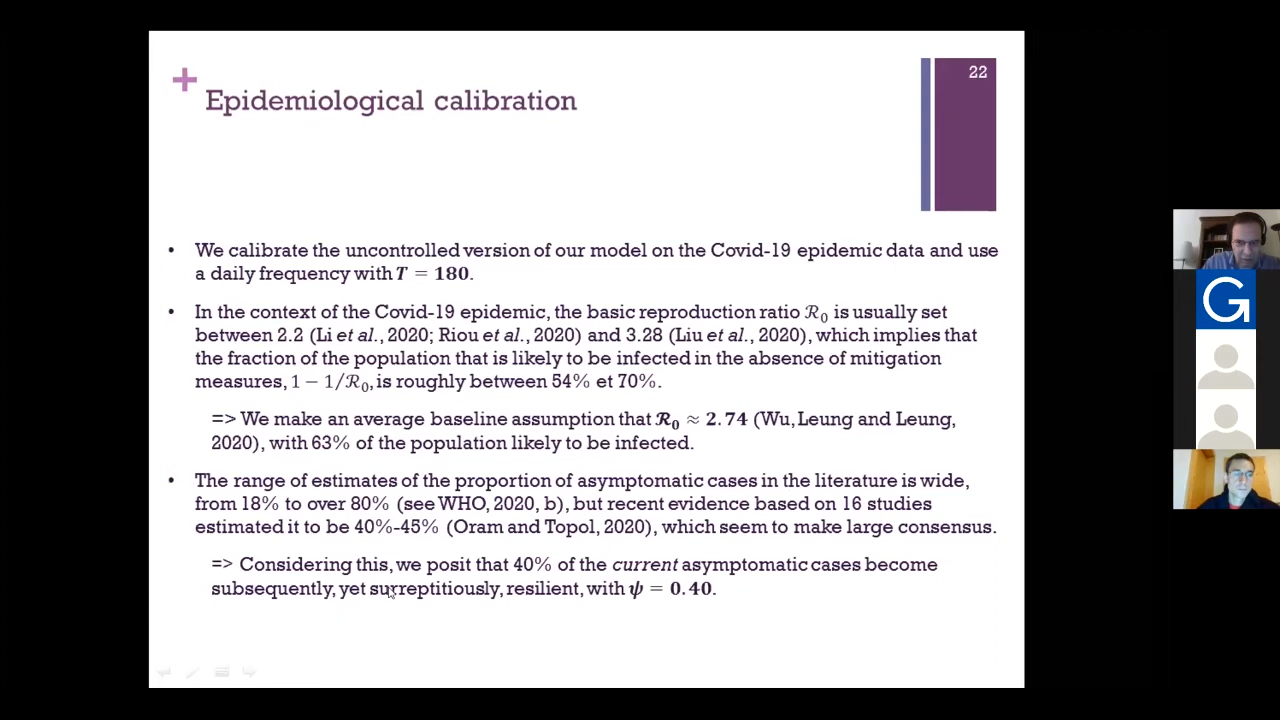 22
+
Epidemiological calibration
• We calibrate the uncontrolled version of our model on the Covid-19 epidemic data and use
a daily frequency with T = 180.
• In the context of the Covid-19 epidemic, the basic reproduction ratio ℛ₀ is usually set
between 2.2 (Li et al., 2020; Riou et al., 2020) and 3.28 (Liu et al., 2020), which implies that
the fraction of the population that is likely to be infected in the absence of mitigation
measures, 1 − 1/ℛ₀, is roughly between 54% et 70%.
=> We make an average baseline assumption that ℛ₀ ≈ 2.74 (Wu, Leung and Leung,
2020), with 63% of the population likely to be infected.
• The range of estimates of the proportion of asymptomatic cases in the literature is wide,
from 18% to over 80% (see WHO, 2020, b), but recent evidence based on 16 studies
estimated it to be 40%-45% (Oram and Topol, 2020), which seem to make large consensus.
=> Considering this, we posit that 40% of the current asymptomatic cases become
subsequently, yet surreptitiously, resilient, with ψ = 0.40.
G